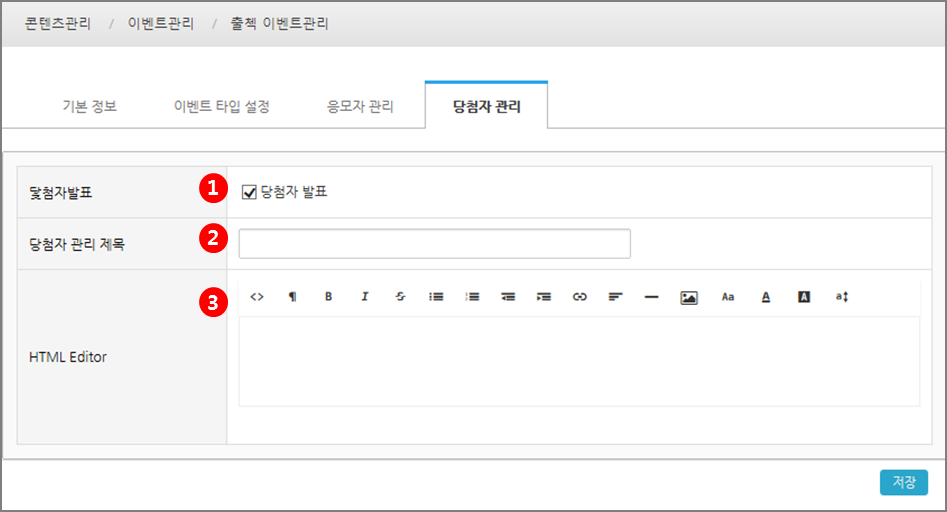 콘텐츠관리 / 이벤트관리 / 출첵 이벤트관리
기본 정보 이벤트 타입 설정 응모자 관리 당첨자 관리
닻첨자발표 1 당첨자 발표
당첨자 관리 제목 2
3 <> ¶ B I S Aa A A a↕
HTML Editor
저장